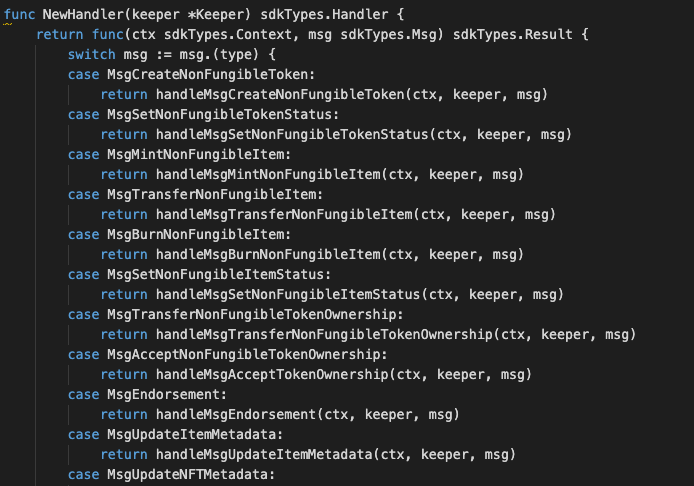 func NewHandler(keeper *Keeper) sdkTypes.Handler {
return func(ctx sdkTypes.Context, msg sdkTypes.Msg) sdkTypes.Result {
switch msg := msg.(type) {
case MsgCreateNonFungibleToken:
return handleMsgCreateNonFungibleToken(ctx, keeper, msg)
case MsgSetNonFungibleTokenStatus:
return handleMsgSetNonFungibleTokenStatus(ctx, keeper, msg)
case MsgMintNonFungibleItem:
return handleMsgMintNonFungibleItem(ctx, keeper, msg)
case MsgTransferNonFungibleItem:
return handleMsgTransferNonFungibleItem(ctx, keeper, msg)
case MsgBurnNonFungibleItem:
return handleMsgBurnNonFungibleItem(ctx, keeper, msg)
case MsgSetNonFungibleItemStatus:
return handleMsgSetNonFungibleItemStatus(ctx, keeper, msg)
case MsgTransferNonFungibleTokenOwnership:
return handleMsgTransferNonFungibleTokenOwnership(ctx, keeper, msg)
case MsgAcceptNonFungibleTokenOwnership:
return handleMsgAcceptTokenOwnership(ctx, keeper, msg)
case MsgEndorsement:
return handleMsgEndorsement(ctx, keeper, msg)
case MsgUpdateItemMetadata:
return handleMsgUpdateItemMetadata(ctx, keeper, msg)
case MsgUpdateNFTMetadata: